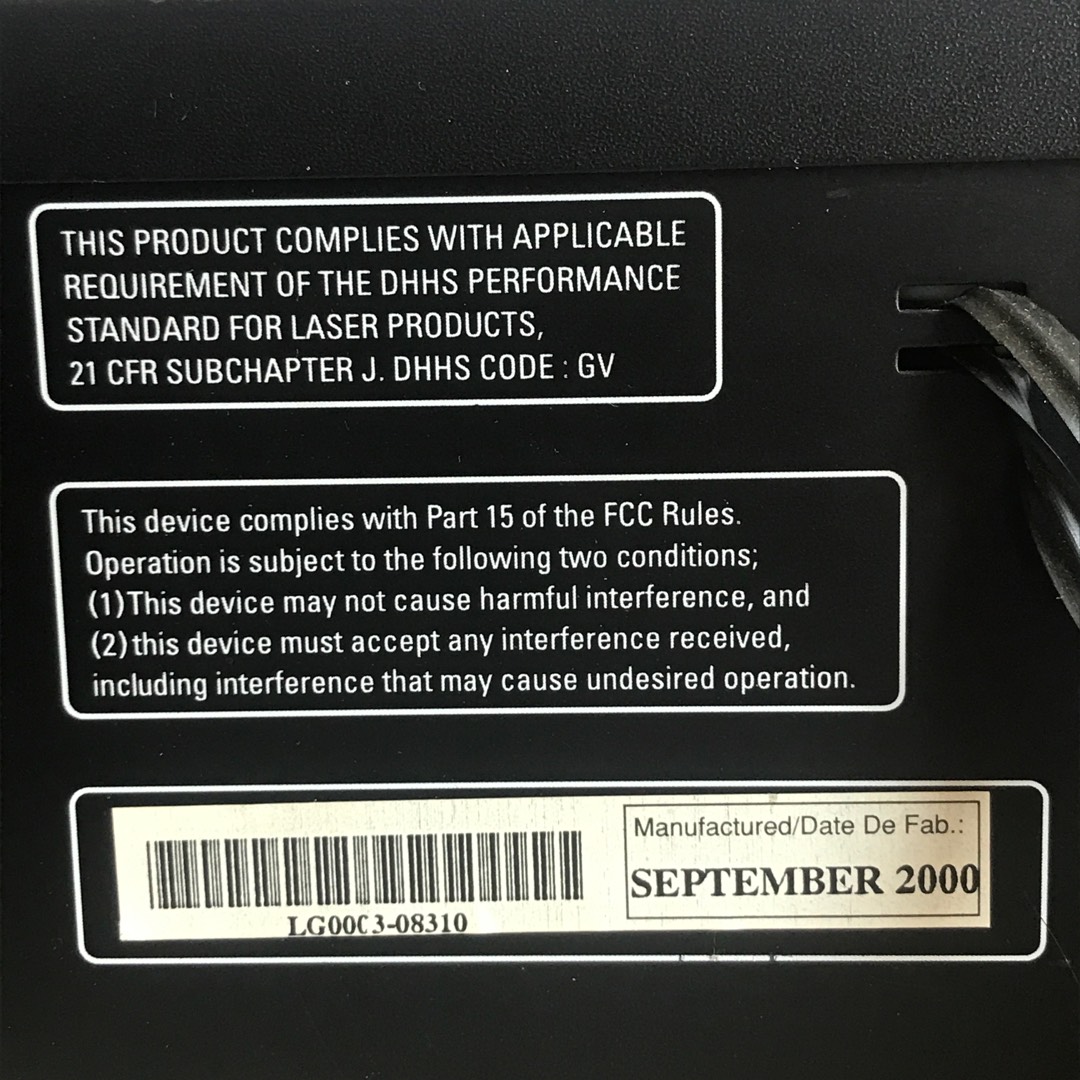 THIS PRODUCT COMPLIES WITH APPLICABLE
REQUIREMENT OF THE DHHS PERFORMANCE
STANDARD FOR LASER PRODUCTS,
21 CFR SUBCHAPTER J. DHHS CODE : GV
This device complies with Part 15 of the FCC Rules.
Operation is subject to the following two conditions;
(1)This device may not cause harmful interference, and
(2)this device must accept any interference received,
including interference that may cause undesired operation.
Manufactured/Date De Fab.:
SEPTEMBER 2000